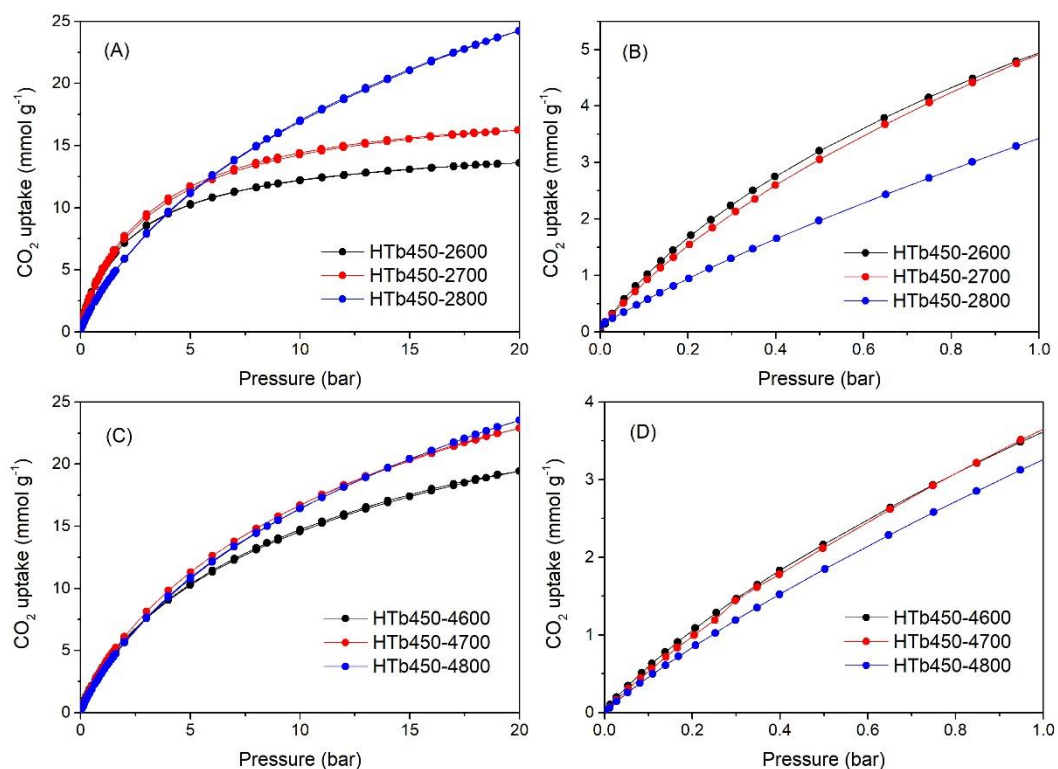 (A)
CO₂ uptake (mmol g⁻¹)
25
20
15
10
5
0
HTb450-2600
HTb450-2700
HTb450-2800
0 5 10 15 20
Pressure (bar)
(B)
CO₂ uptake (mmol g⁻¹)
5
4
3
2
1
0
HTb450-2600
HTb450-2700
HTb450-2800
0.0 0.2 0.4 0.6 0.8 1.0
Pressure (bar)
(C)
CO₂ uptake (mmol g⁻¹)
25
20
15
10
5
0
HTb450-4600
HTb450-4700
HTb450-4800
0 5 10 15 20
Pressure (bar)
(D)
CO₂ uptake (mmol g⁻¹)
4
3
2
1
0
HTb450-4600
HTb450-4700
HTb450-4800
0.0 0.2 0.4 0.6 0.8 1.0
Pressure (bar)